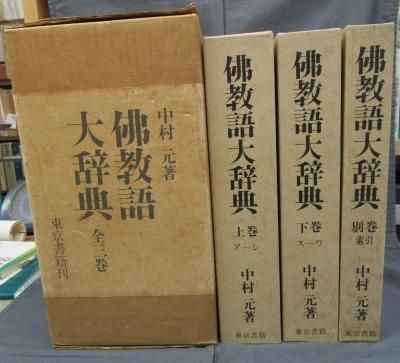 中村 元著
佛教語
大辞典
全三巻
東京書籍刊
佛教語大辞典
上巻
アーシ
中村 元著
東京書籍
佛教語大辞典
下巻
スーワ
中村 元著
東京書籍
佛教語大辞典
別巻
索引
中村 元著
東京書籍